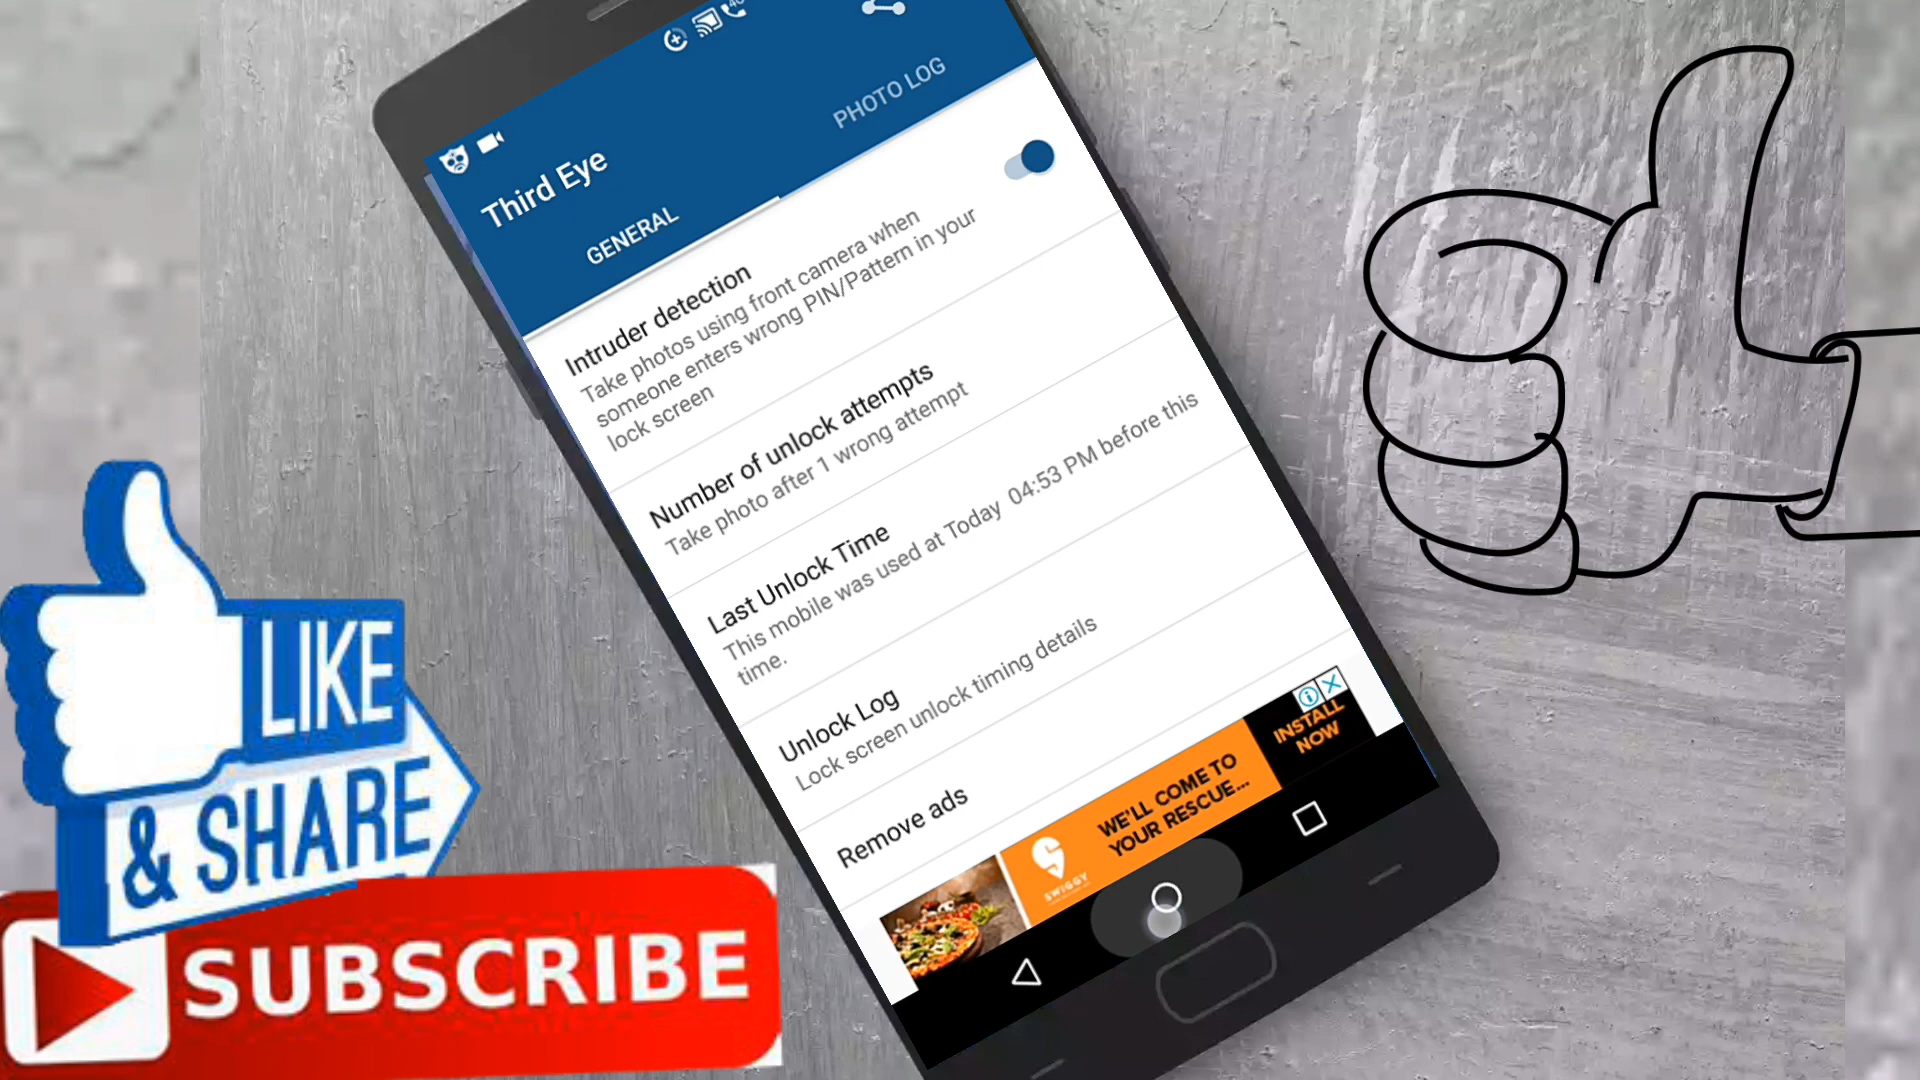 Third Eye
GENERAL
PHOTO LOG
Intruder detection
Take photos using front camera when
someone enters wrong PIN/Pattern in your
lock screen
Number of unlock attempts
Take photo after 1 wrong attempt
Last Unlock Time
This mobile was used at Today 04:53 PM before this
time.
Unlock Log
Lock screen unlock timing details
Remove ads
SWIGGY
WE'LL COME TO
YOUR RESCUE...
INSTALL
NOW
LIKE
& SHARE
SUBSCRIBE